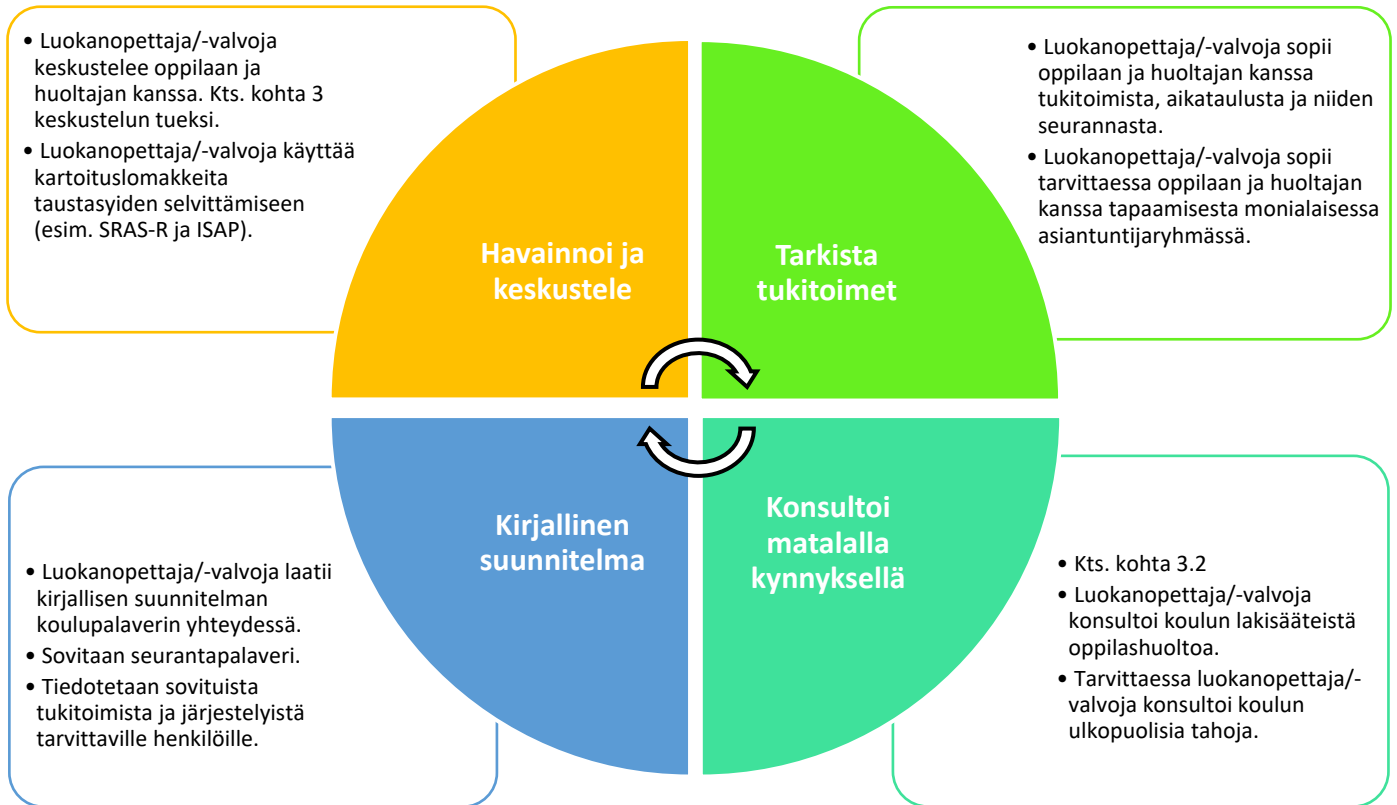 • Luokanopettaja/-valvoja
keskustelee oppilaan ja
huoltajan kanssa. Kts. kohta 3
keskustelun tueksi.
• Luokanopettaja/-valvoja käyttää
kartoituslomakkeita
taustasyiden selvittämiseen
(esim. SRAS-R ja ISAP).
Havainnoi ja
keskustele
Tarkista
tukitoimet
• Luokanopettaja/-valvoja sopii
oppilaan ja huoltajan kanssa
tukitoimista, aikataulusta ja niiden
seurannasta.
• Luokanopettaja/-valvoja sopii
tarvittaessa oppilaan ja huoltajan
kanssa tapaamisesta monialaisessa
asiantuntijaryhmässä.
• Luokanopettaja/-valvoja laatii
kirjallisen suunnitelman
koulupalaverin yhteydessä.
• Sovitaan seurantapalaveri.
• Tiedotetaan sovituista
tukitoimista ja järjestelyistä
tarvittaville henkilöille.
Kirjallinen
suunnitelma
Konsultoi
matalalla
kynnyksellä
• Kts. kohta 3.2
• Luokanopettaja/-valvoja
konsultoi koulun lakisääteistä
oppilashuoltoa.
• Tarvittaessa luokanopettaja/-
valvoja konsultoi koulun
ulkopuolisia tahoja.